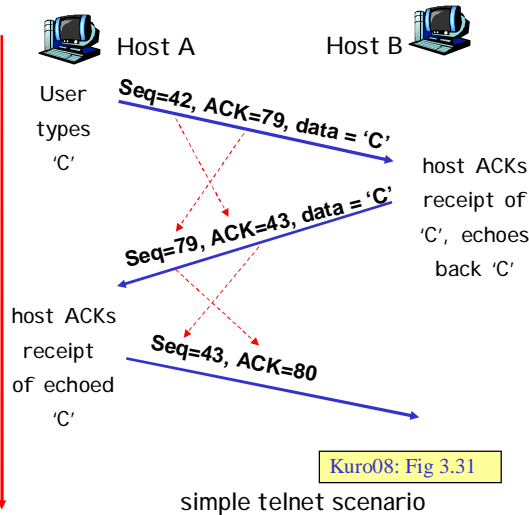 Host A
Host B
User
types
‘C’
Seq=42, ACK=79, data = ‘C’
host ACKs
receipt of
‘C’, echoes
back ‘C’
Seq=79, ACK=43, data = ‘C’
host ACKs
receipt
of echoed
‘C’
Seq=43, ACK=80
Kuro08: Fig 3.31
simple telnet scenario